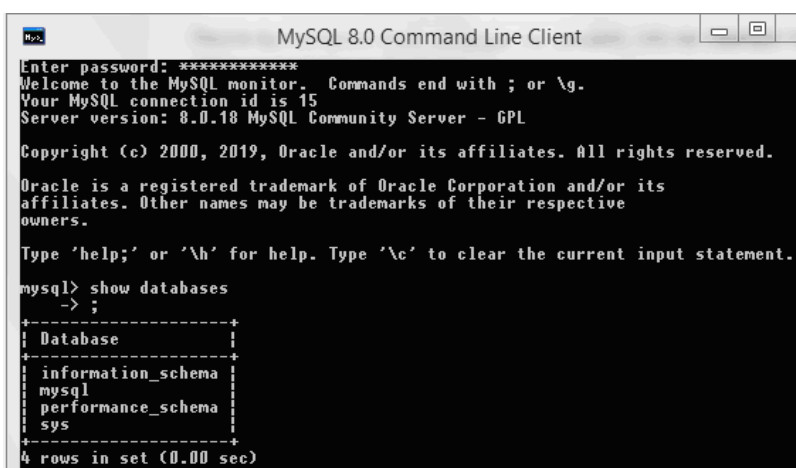 MySQL 8.0 Command Line Client
Enter password: ************
Welcome to the MySQL monitor.  Commands end with ; or \g.
Your MySQL connection id is 15
Server version: 8.0.18 MySQL Community Server - GPL
Copyright (c) 2000, 2019, Oracle and/or its affiliates. All rights reserved.
Oracle is a registered trademark of Oracle Corporation and/or its
affiliates. Other names may be trademarks of their respective
owners.
Type 'help;' or '\h' for help. Type '\c' to clear the current input statement.
mysql> show databases
    -> ;
+--------------------+
| Database           |
+--------------------+
| information_schema |
| mysql              |
| performance_schema |
| sys                |
+--------------------+
4 rows in set (0.00 sec)